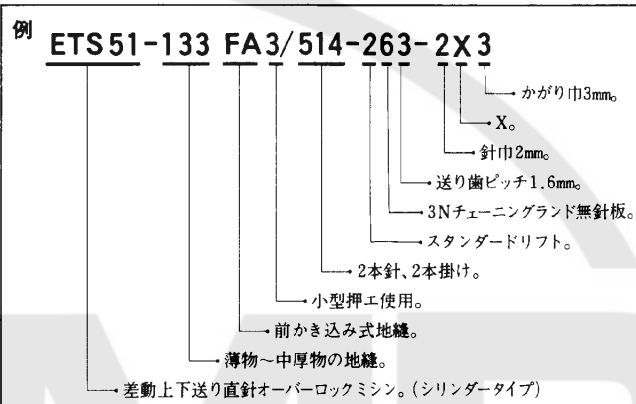 例
ETS51-133 FA3/514-263-2X3
かがり巾3mm。
X。
針巾2mm。
送り歯ピッチ1.6mm。
3Nチェーニングランド無針板。
スタンダードリフト。
2本針、2本掛け。
小型押エ使用。
前かき込み式地縫。
薄物～中厚物の地縫。
差動上下送り直針オーバーロックミシン。(シリンダータイプ)